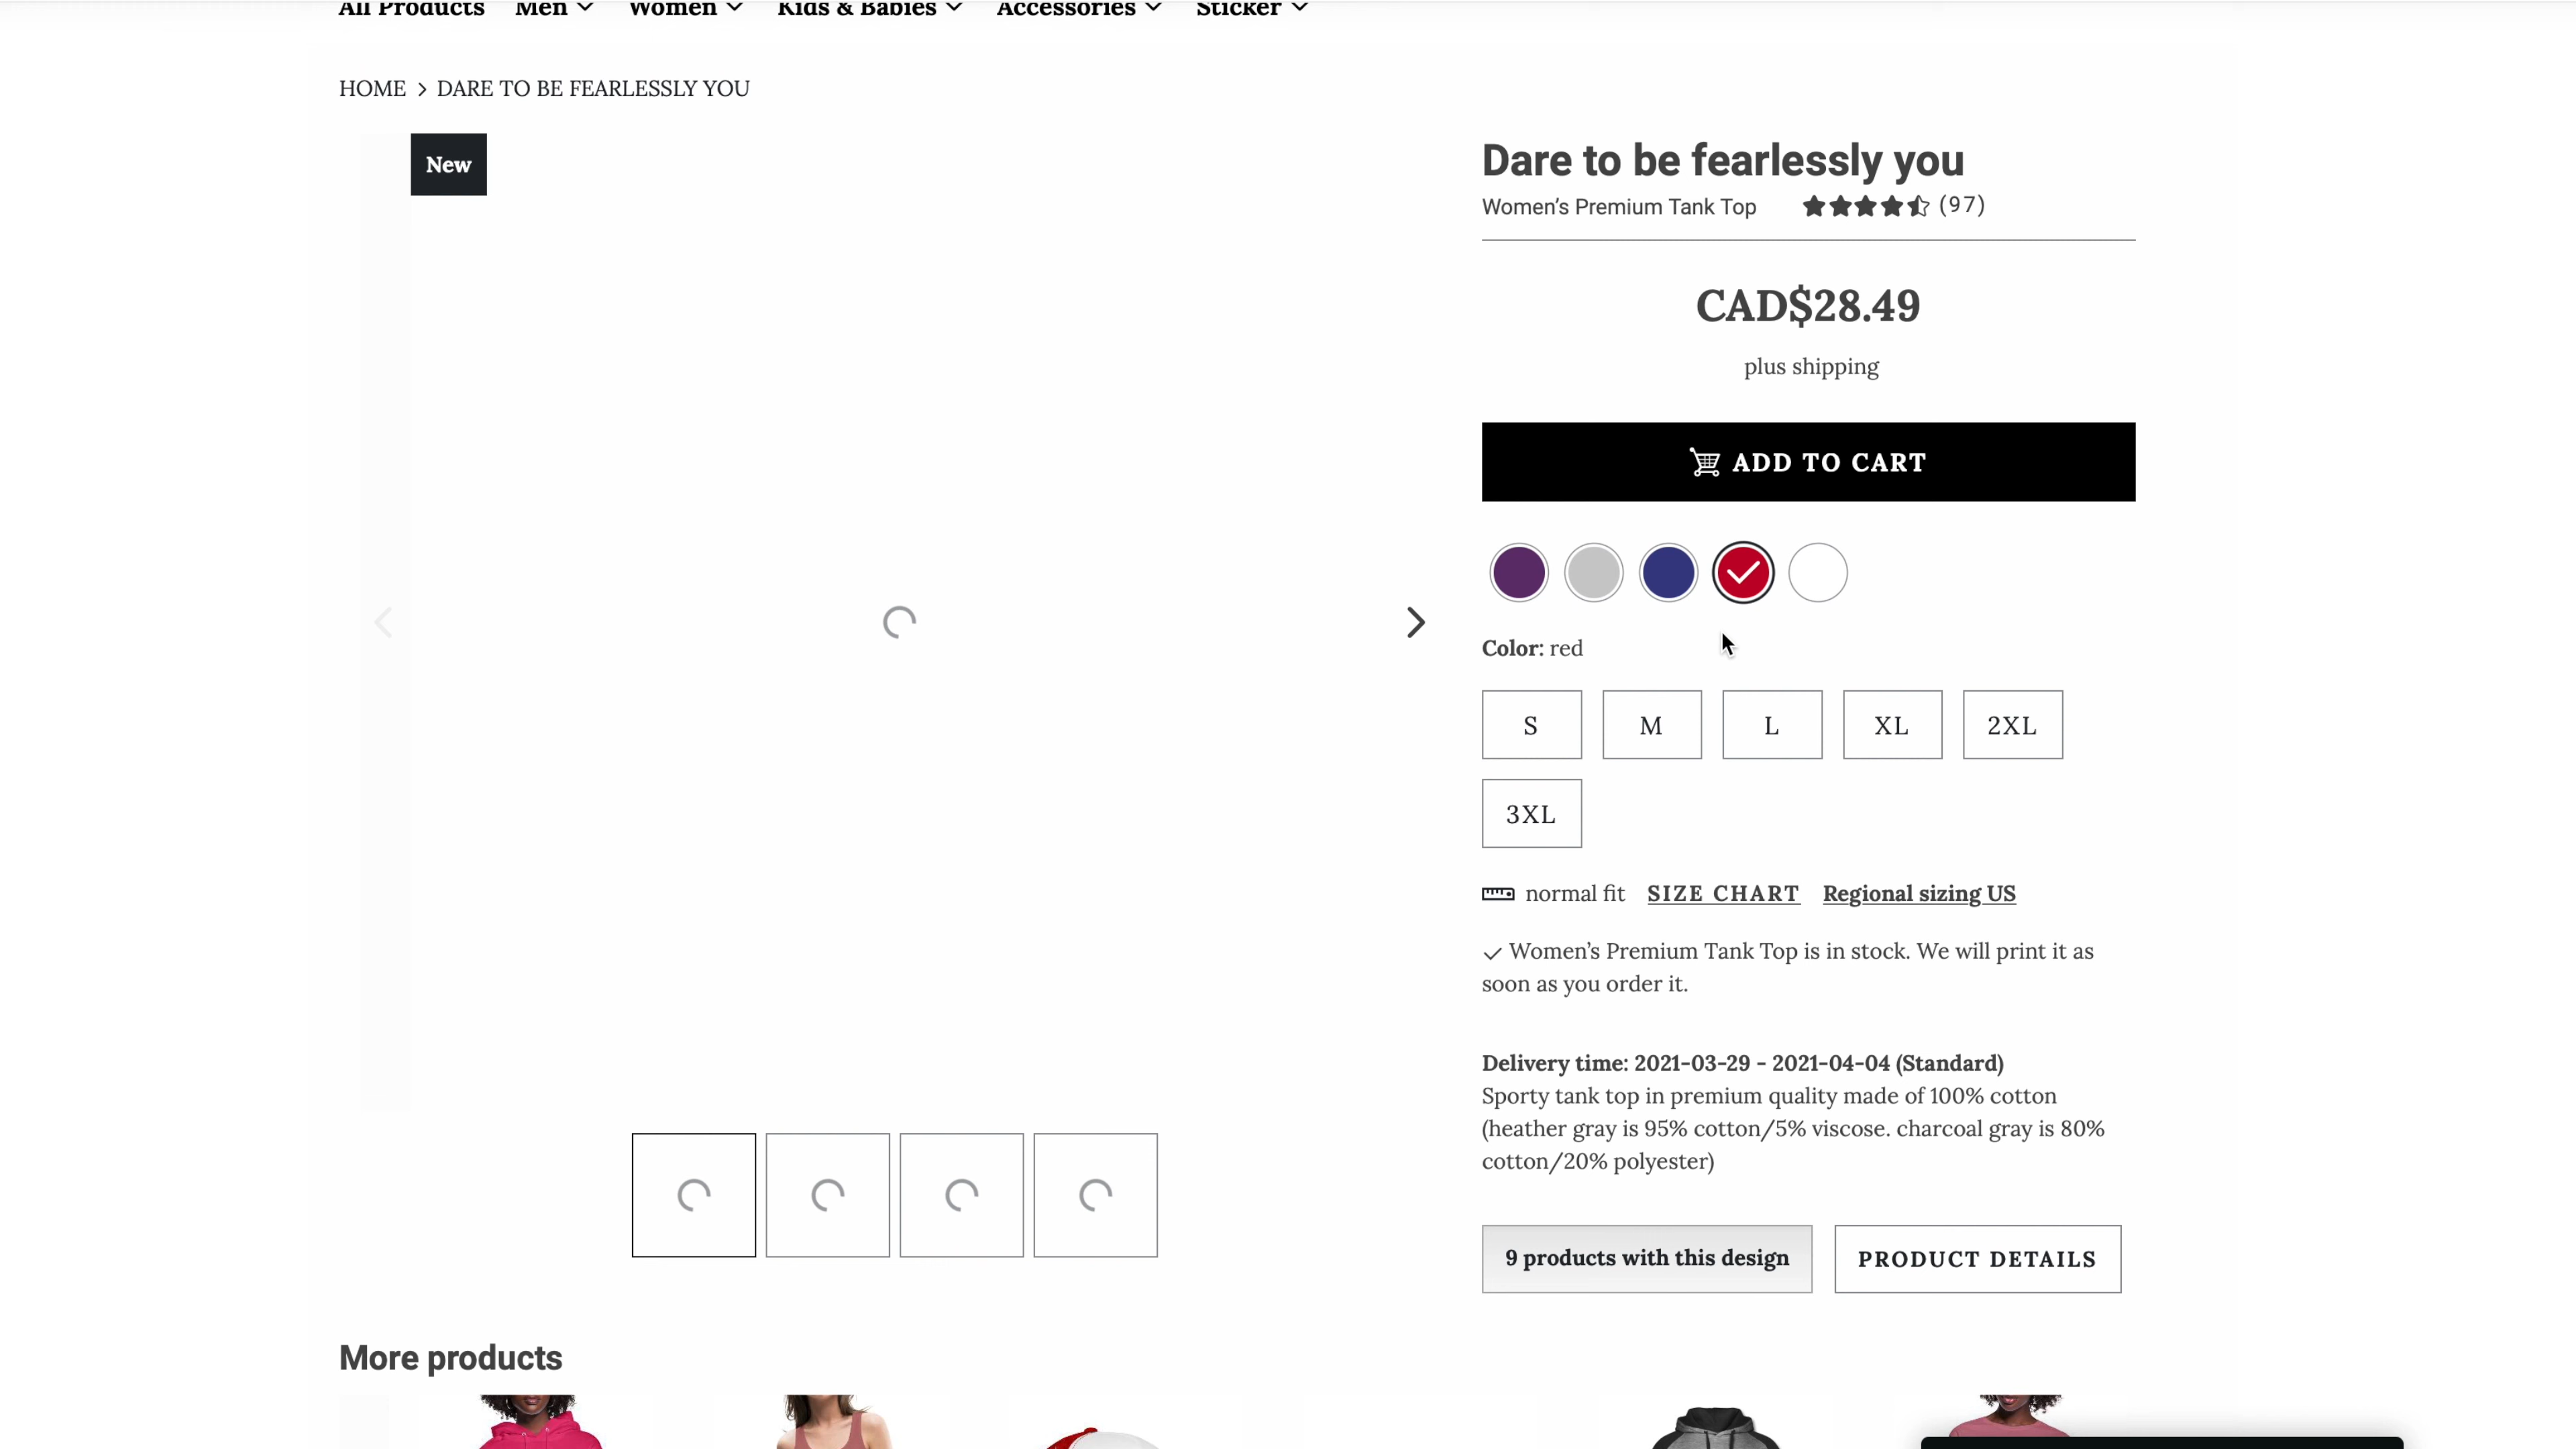 All Products Men Women Kids & Babies Accessories Sticker
HOME > DARE TO BE FEARLESSLY YOU
New
Dare to be fearlessly you
Women's Premium Tank Top (97)
CAD$28.49
plus shipping
ADD TO CART
Color: red
S M L XL 2XL
3XL
normal fit SIZE CHART Regional sizing US
Women's Premium Tank Top is in stock. We will print it as
soon as you order it.
Delivery time: 2021-03-29 - 2021-04-04 (Standard)
Sporty tank top in premium quality made of 100% cotton
(heather gray is 95% cotton/5% viscose. charcoal gray is 80%
cotton/20% polyester)
9 products with this design PRODUCT DETAILS
More products